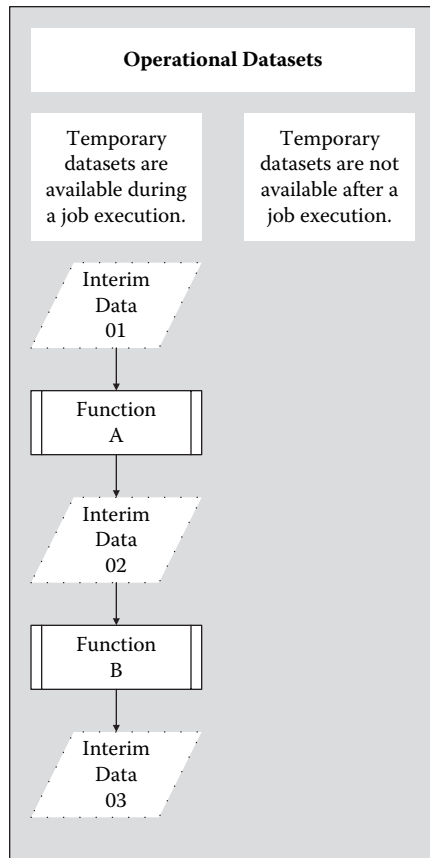 Operational Datasets
Temporary
datasets are
available during
a job execution.
Temporary
datasets are not
available after a
job execution.
Interim
Data
01
Function
A
Interim
Data
02
Function
B
Interim
Data
03